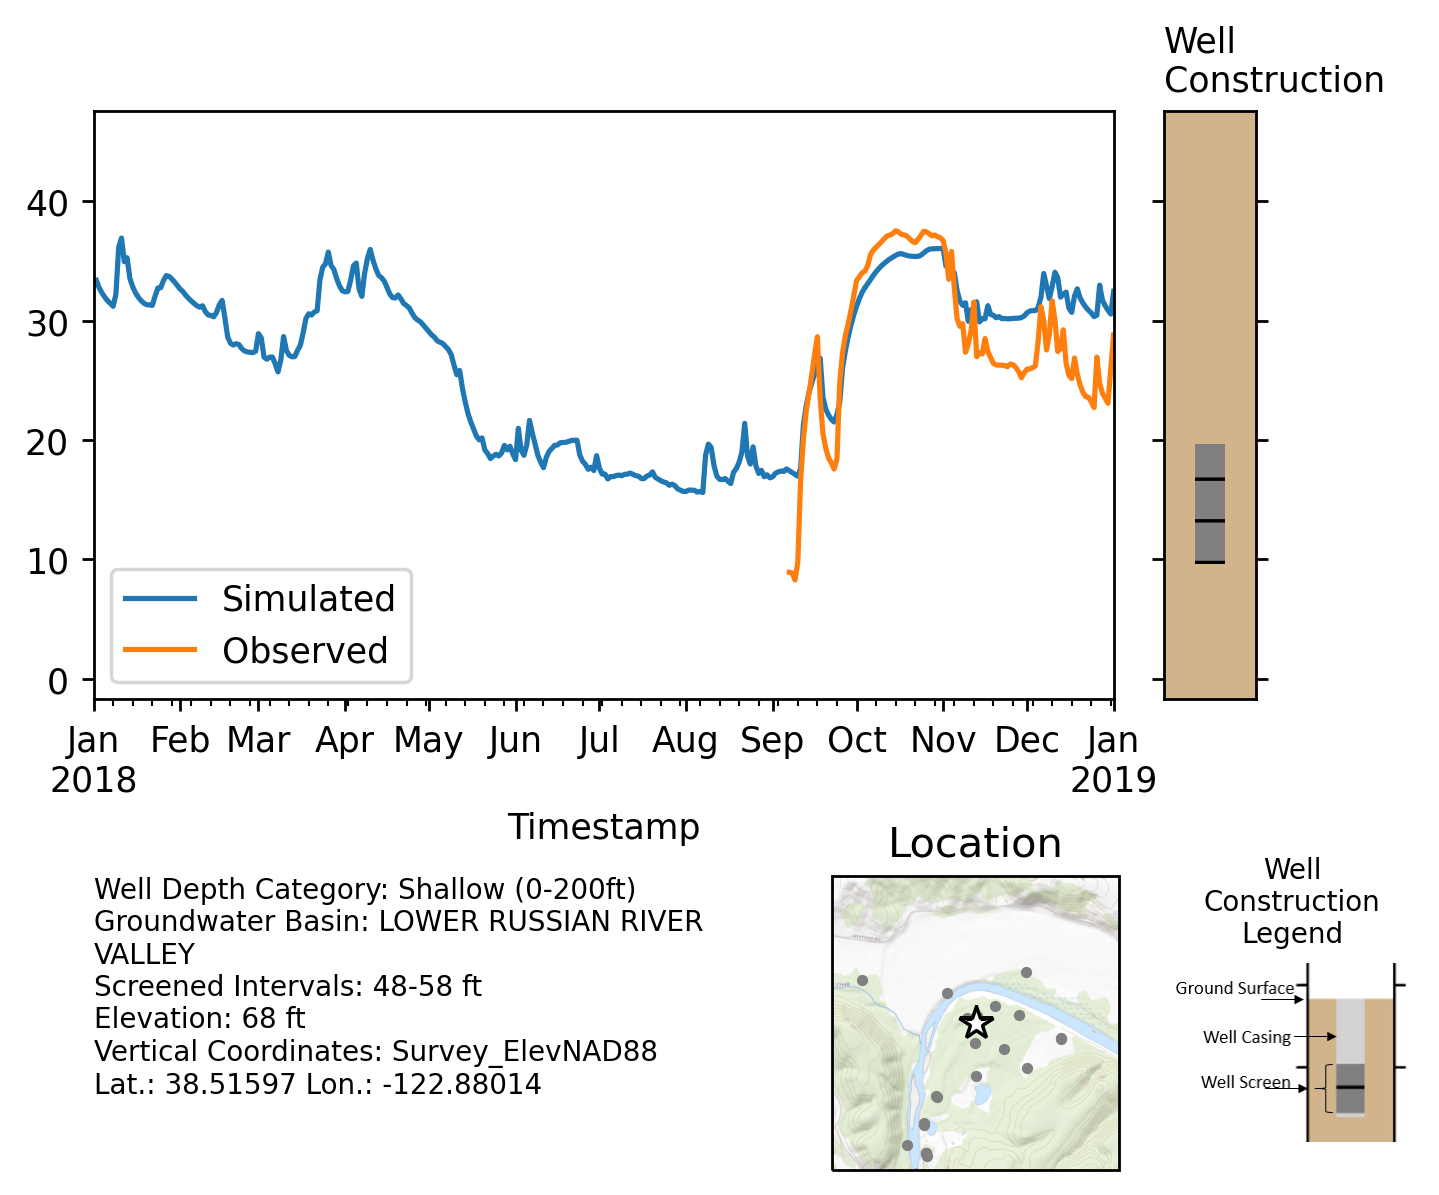 Well
Construction
40
30
20
10
0
Simulated
Observed
Jan
2018
Feb
Mar
Apr
May
Jun
Jul
Aug
Sep
Oct
Nov
Dec
Jan
2019
Timestamp
Well Depth Category: Shallow (0-200ft)
Groundwater Basin: LOWER RUSSIAN RIVER
VALLEY
Screened Intervals: 48-58 ft
Elevation: 68 ft
Vertical Coordinates: Survey_ElevNAD88
Lat.: 38.51597 Lon.: -122.88014
Location
Well
Construction
Legend
Ground Surface
Well Casing
Well Screen